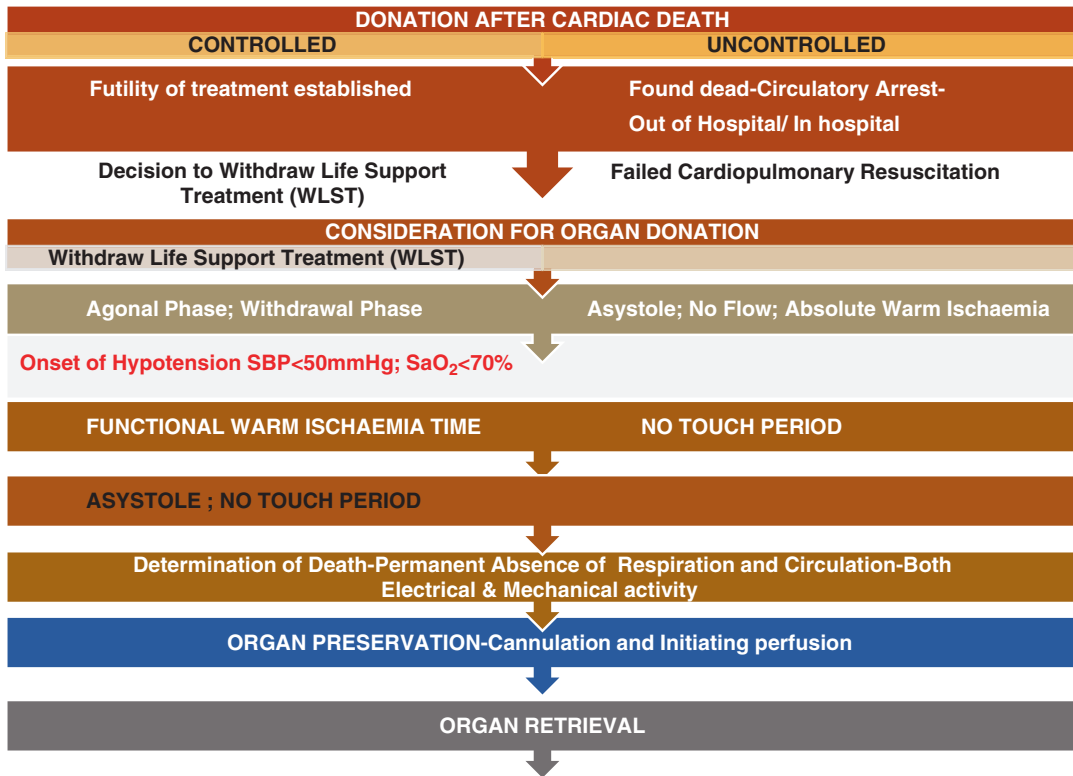 DONATION AFTER CARDIAC DEATH
CONTROLLED
UNCONTROLLED
Futility of treatment established
Found dead-Circulatory Arrest-
Out of Hospital/ In hospital
Decision to Withdraw Life Support
Treatment (WLST)
Failed Cardiopulmonary Resuscitation
CONSIDERATION FOR ORGAN DONATION
Withdraw Life Support Treatment (WLST)
Agonal Phase; Withdrawal Phase
Asystole; No Flow; Absolute Warm Ischaemia
Onset of Hypotension SBP<50mmHg; SaO₂<70%
FUNCTIONAL WARM ISCHAEMIA TIME
NO TOUCH PERIOD
ASYSTOLE ; NO TOUCH PERIOD
Determination of Death-Permanent Absence of Respiration and Circulation-Both
Electrical & Mechanical activity
ORGAN PRESERVATION-Cannulation and Initiating perfusion
ORGAN RETRIEVAL